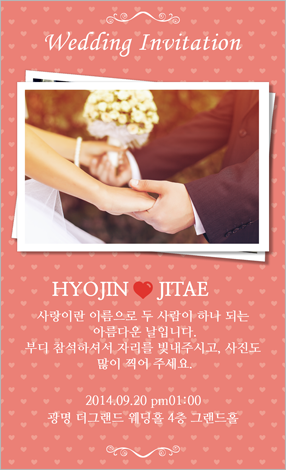 Wedding Invitation
HYOJIN ❤ JITAE
사랑이란 이름으로 두 사람이 하나 되는
아름다운 날입니다.
부디 참석하셔서 자리를 빛내주시고, 사진도
많이 찍어 주세요.
2014.09.20 pm01:00
광명 더그랜드 웨딩홀 4층 그랜드홀